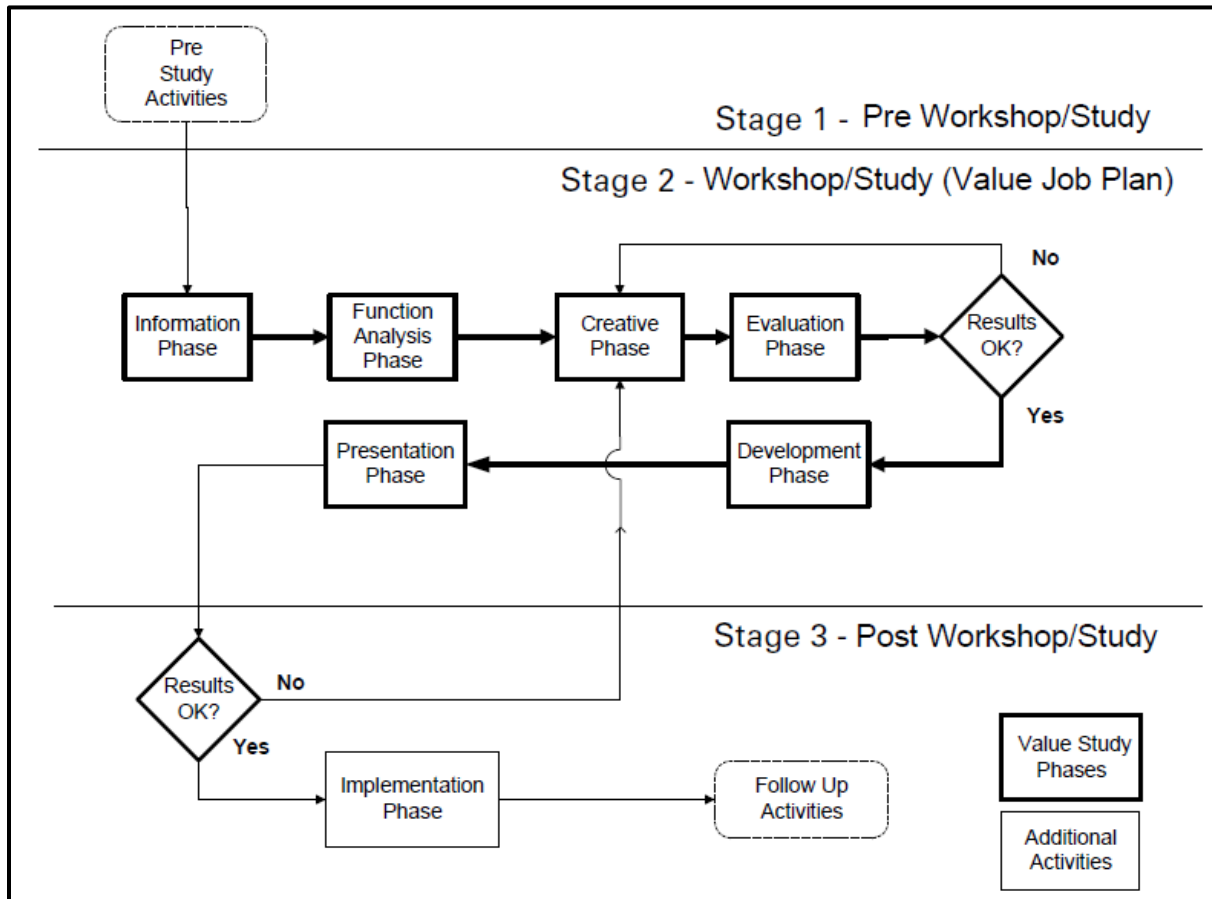 Pre
Study
Activities
Stage 1 - Pre Workshop/Study
Stage 2 - Workshop/Study (Value Job Plan)
No
Information
Phase
Function
Analysis
Phase
Creative
Phase
Evaluation
Phase
Results
OK?
Yes
Presentation
Phase
Development
Phase
Stage 3 - Post Workshop/Study
Results
OK?
No
Yes
Implementation
Phase
Follow Up
Activities
Value Study
Phases
Additional
Activities